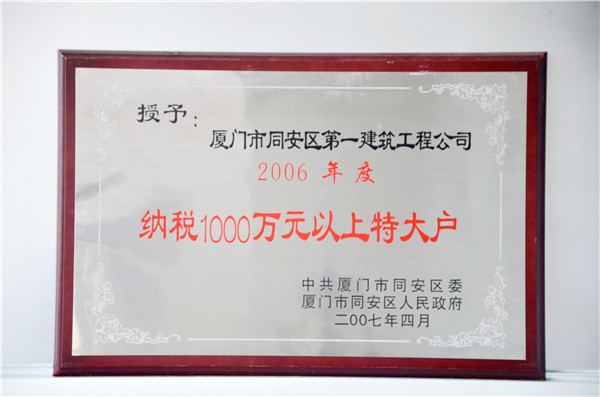 授予：
厦门市同安区第一建筑工程公司
2006 年 度
纳税1000万元以上特大户
中共厦门市同安区委
厦门市同安区人民政府
二00七年四月